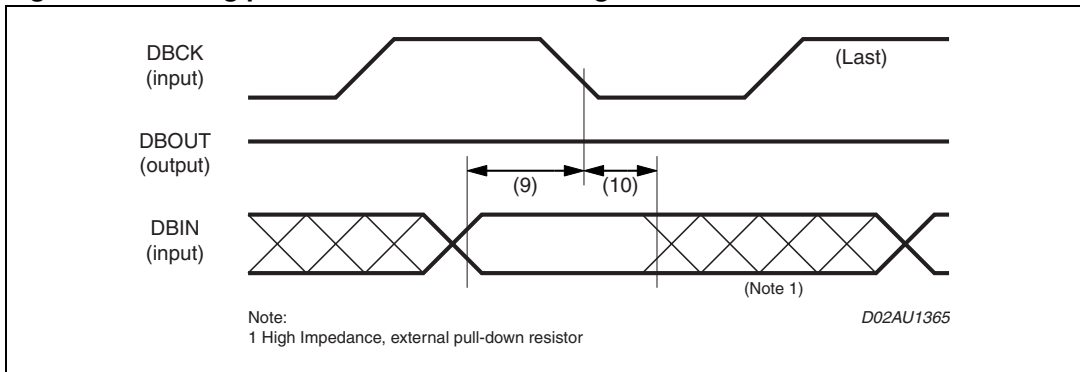 DBCK
(input)
(Last)
DBOUT
(output)
(9)
(10)
DBIN
(input)
(Note 1)
Note:
1 High Impedance, external pull-down resistor
D02AU1365